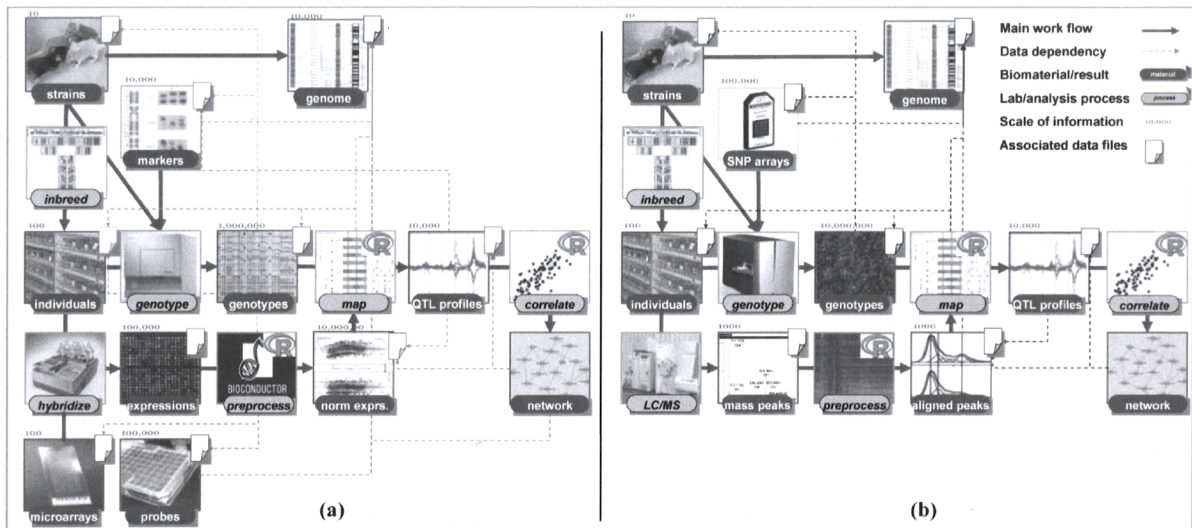 10
strains
10,000
genome
10,000
markers
inbreed
100
individuals
genotype
1,000,000
genotypes
R
map
10,000
QTL profiles
R
correlate
hybridize
100,000
expressions
R
BIOCONDUCTOR
preprocess
10,000,000
norm exprs.
network
100
microarrays
100,000
probes
(a)
10
strains
genome
100,000
SNP arrays
inbreed
100
individuals
genotype
10,000,000
genotypes
R
map
10,000
QTL profiles
R
correlate
LC/MS
1000
mass peaks
R
preprocess
1000
aligned peaks
network
(b)
Main work flow
Data dependency
Biomaterial/result
material
Lab/analysis process
process
Scale of information
10,000
Associated data files